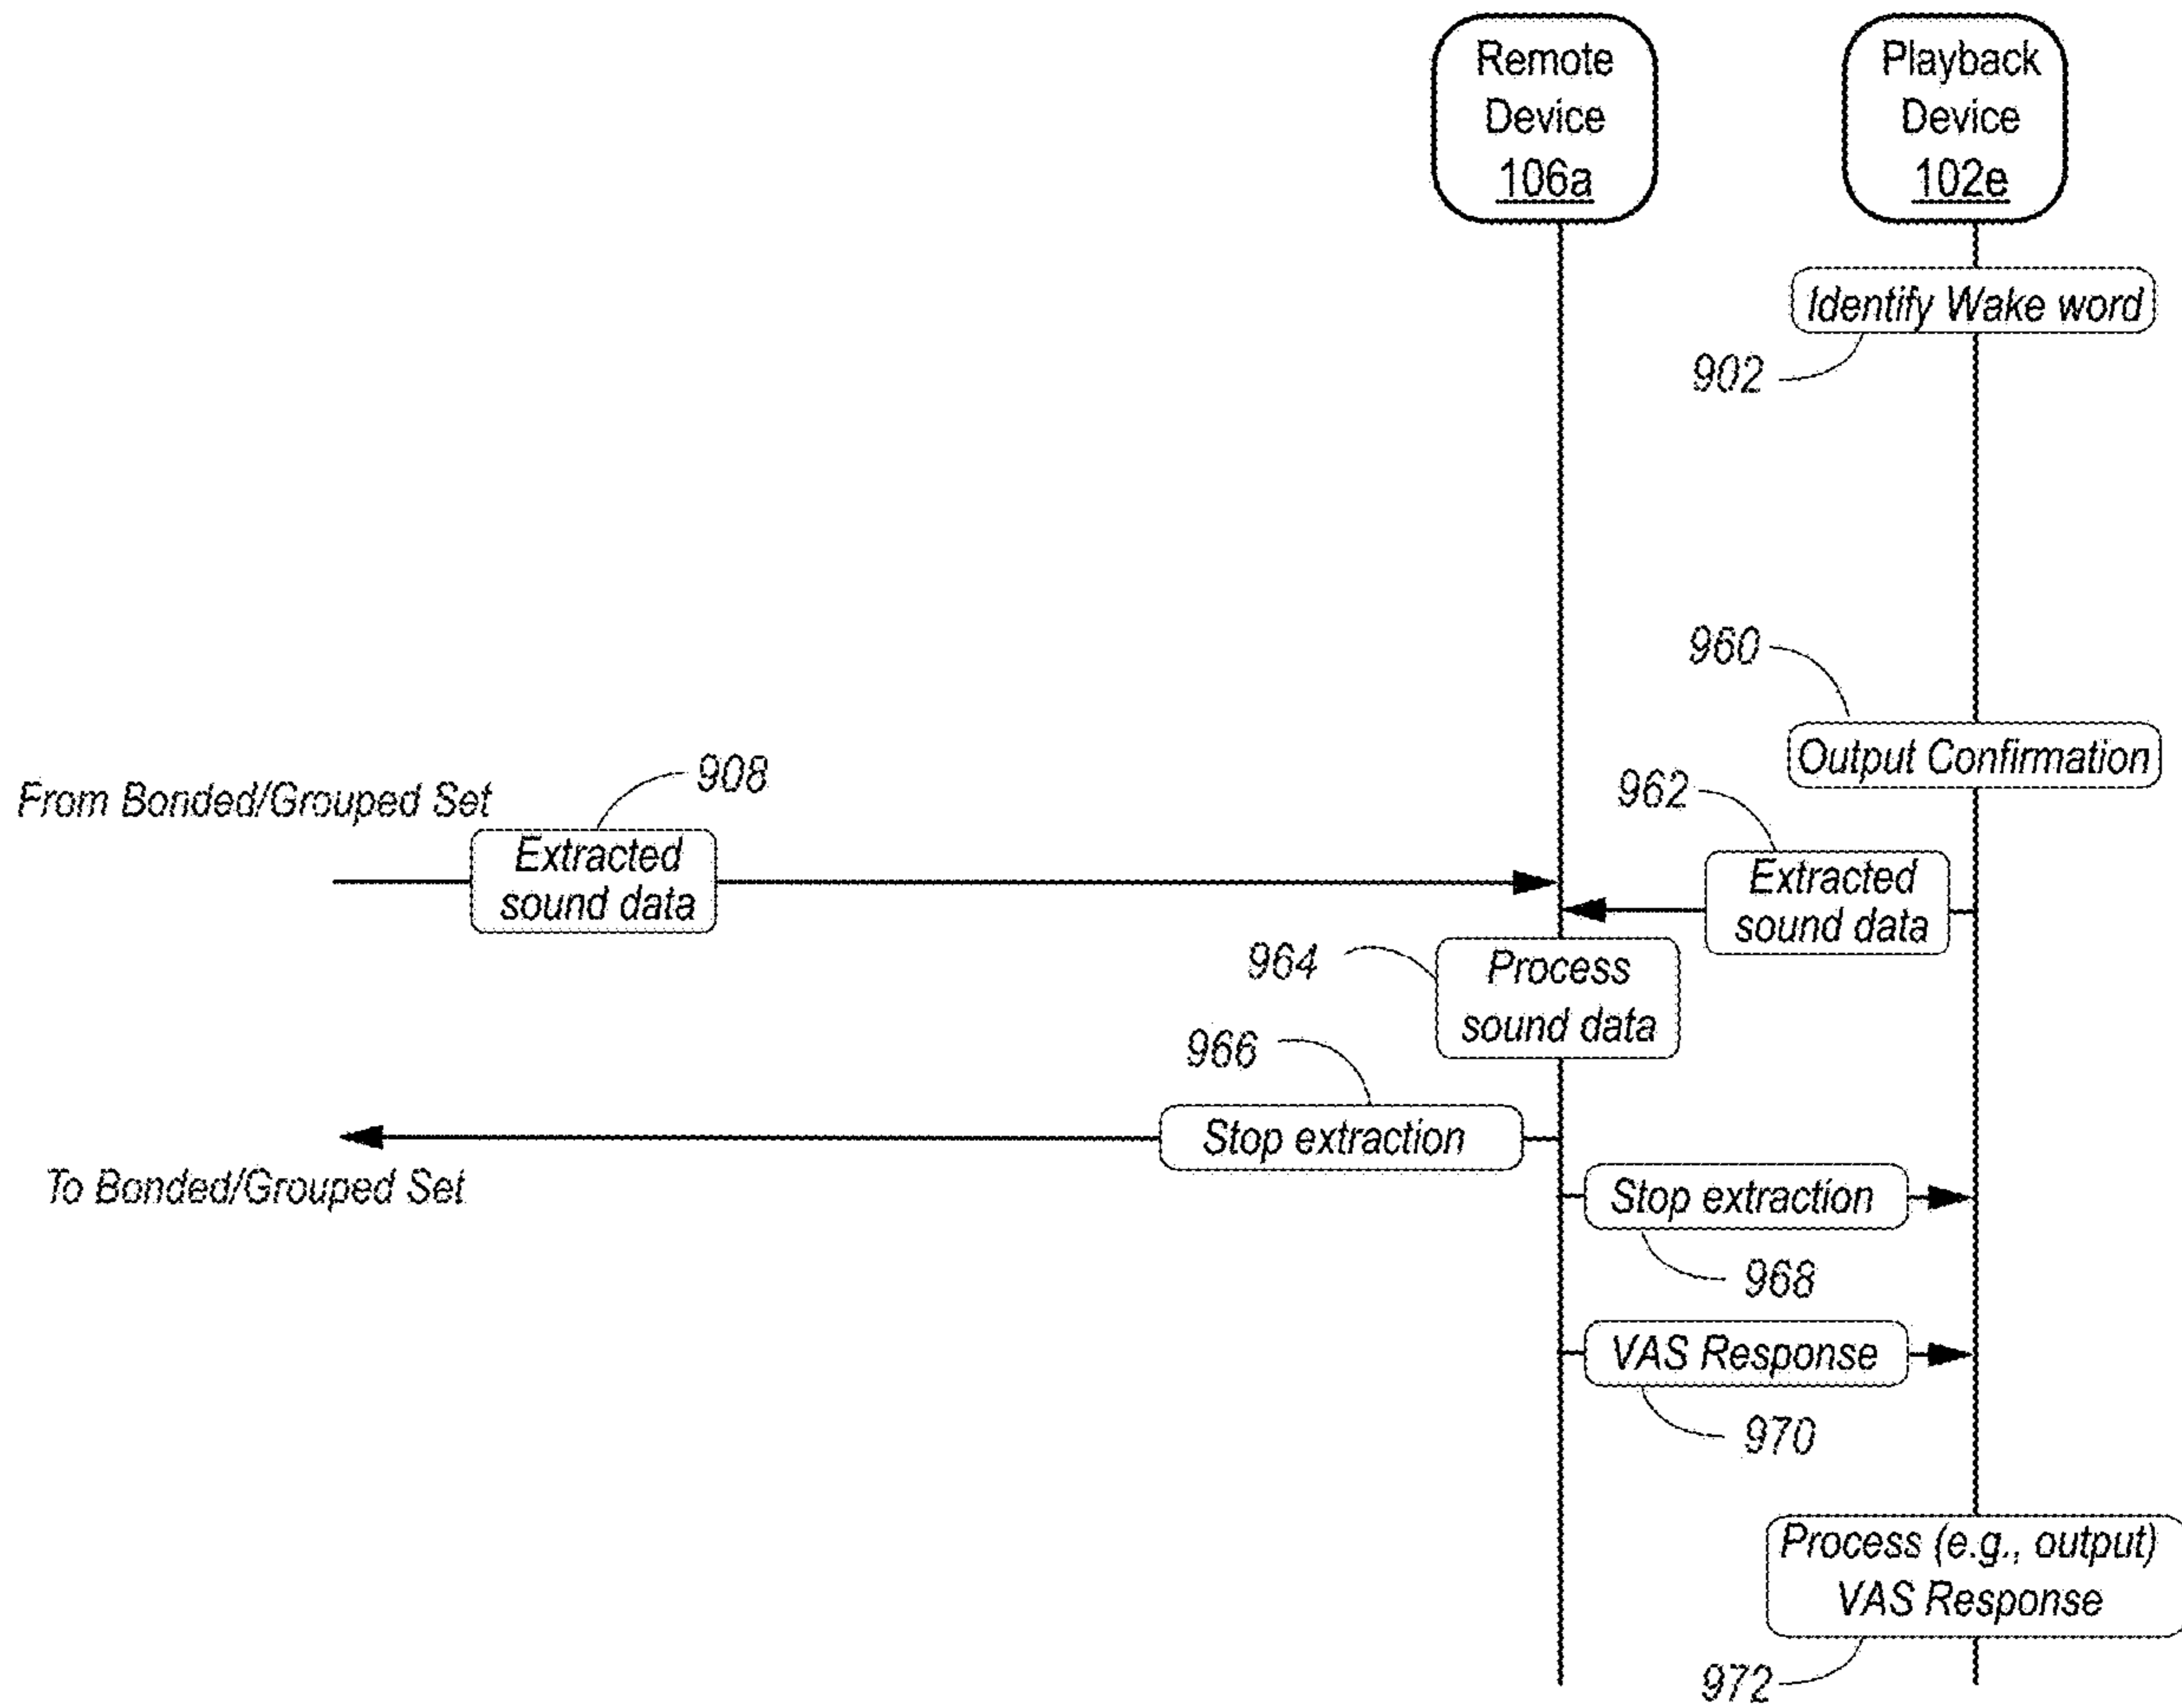 Remote
Device
106a
Playback
Device
102e
Identify Wake word
902
960
Output Confirmation
908
962
From Bonded/Grouped Set
Extracted
sound data
Extracted
sound data
964
Process
sound data
966
Stop extraction
To Bonded/Grouped Set
Stop extraction
968
VAS Response
970
Process (e.g., output)
VAS Response
972